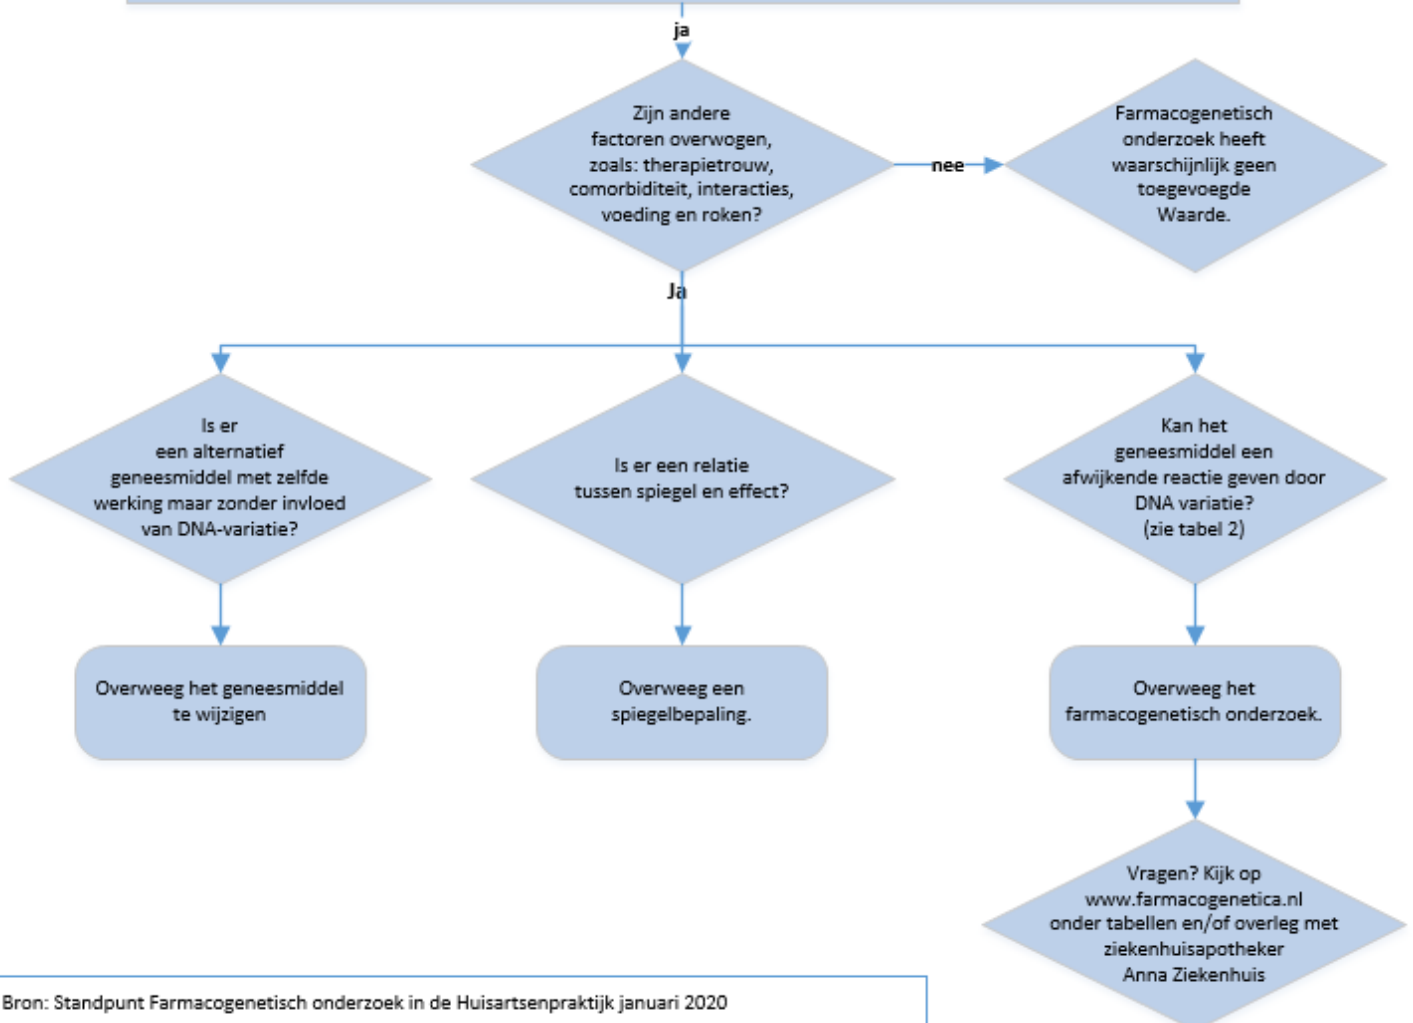 ja
Zijn andere
factoren overwogen,
zoals: therapietrouw,
comorbiditeit, interacties,
voeding en roken?
nee
Farmacogenetisch
onderzoek heeft
waarschijnlijk geen
toegevoegde
Waarde.
Ja
Is er
een alternatief
geneesmiddel met zelfde
werking maar zonder invloed
van DNA-variatie?
Is er een relatie
tussen spiegel en effect?
Kan het
geneesmiddel een
afwijkende reactie geven door
DNA variatie?
(zie tabel 2)
Overweeg het geneesmiddel
te wijzigen
Overweeg een
spiegelbepaling.
Overweeg het
farmacogenetisch onderzoek.
Vragen? Kijk op
www.farmacogenetica.nl
onder tabellen en/of overleg met
ziekenhuisapotheker
Anna Ziekenhuis
Bron: Standpunt Farmacogenetisch onderzoek in de Huisartsenpraktijk januari 2020